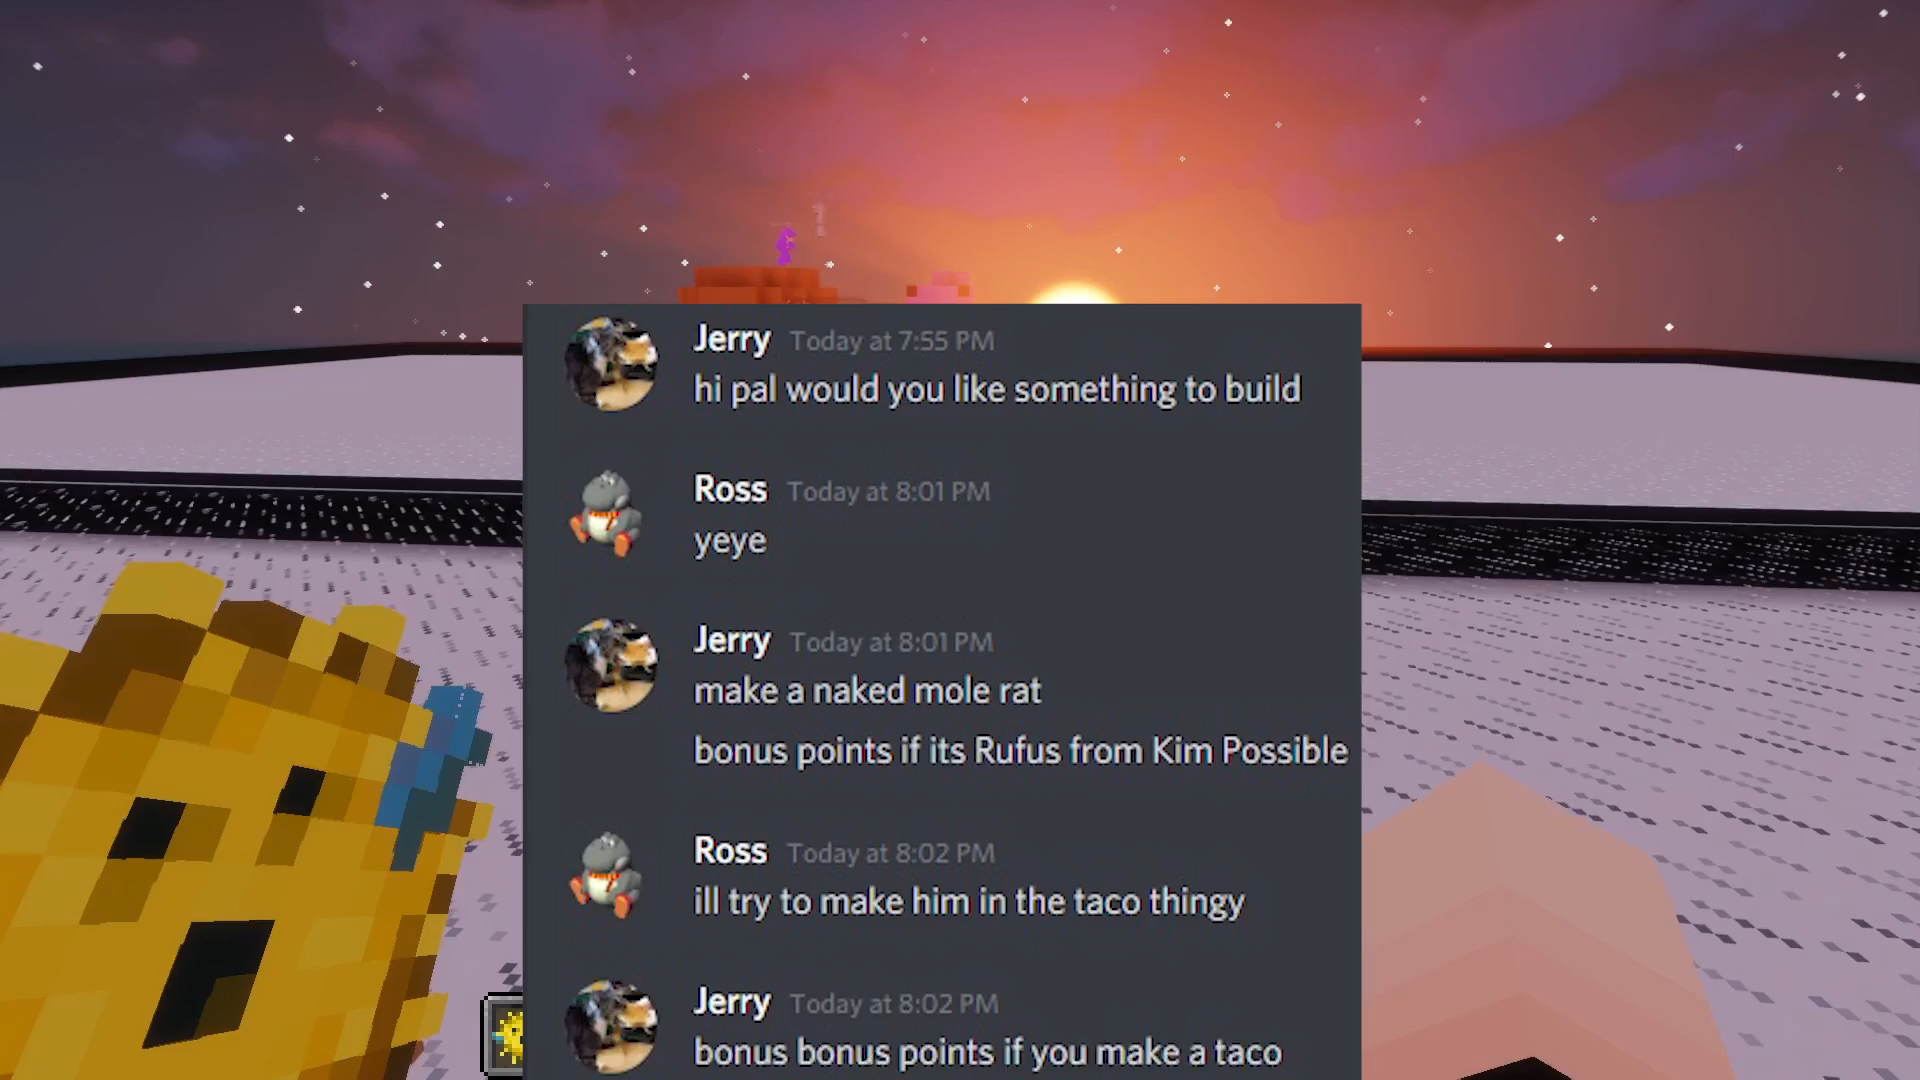 Jerry Today at 7:55 PM
hi pal would you like something to build
Ross Today at 8:01 PM
yeye
Jerry Today at 8:01 PM
make a naked mole rat
bonus points if its Rufus from Kim Possible
Ross Today at 8:02 PM
ill try to make him in the taco thingy
Jerry Today at 8:02 PM
bonus bonus points if you make a taco